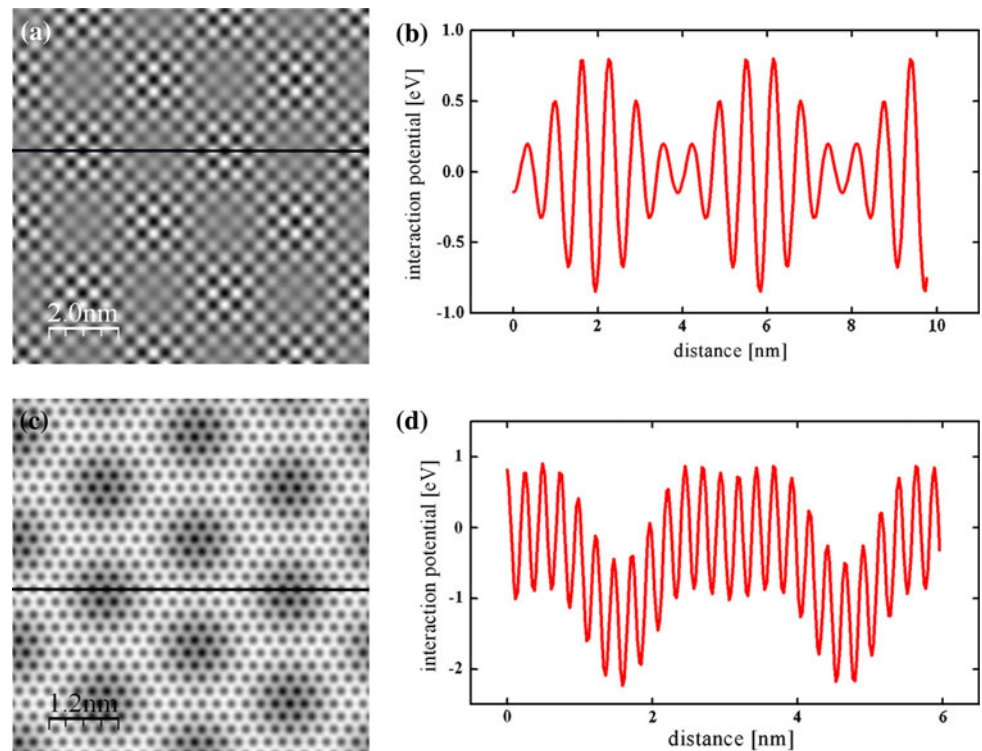 (a)
2.0nm
(b)
interaction potential [eV]
1.0
0.5
0.0
-0.5
-1.0
0 2 4 6 8 10
distance [nm]
(c)
1.2nm
(d)
interaction potential [eV]
1
0
-1
-2
0 2 4 6
distance [nm]